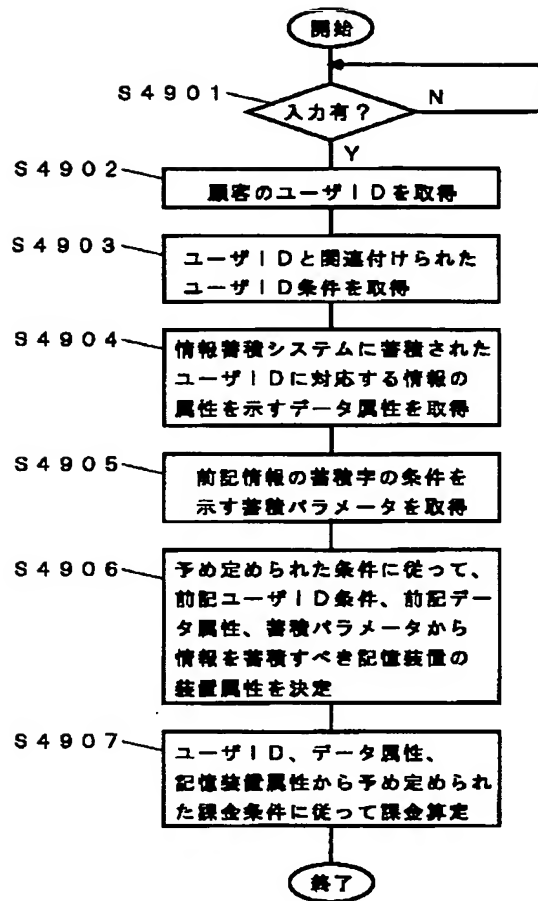 開始
S4901
入力有?
N
Y
S4902
顧客のユーザIDを取得
S4903
ユーザIDと関連付けられた
ユーザID条件を取得
S4904
情報蓄積システムに蓄積された
ユーザIDに対応する情報の
属性を示すデータ属性を取得
S4905
前記情報の蓄積字の条件を
示す蓄積パラメータを取得
S4906
予め定められた条件に従って、
前記ユーザID条件、前記デー
タ属性、蓄積パラメータから
情報を蓄積すべき記憶装置の
装置属性を決定
S4907
ユーザID、データ属性、
記憶装置属性から予め定められ
た課金条件に従って課金算定
終了